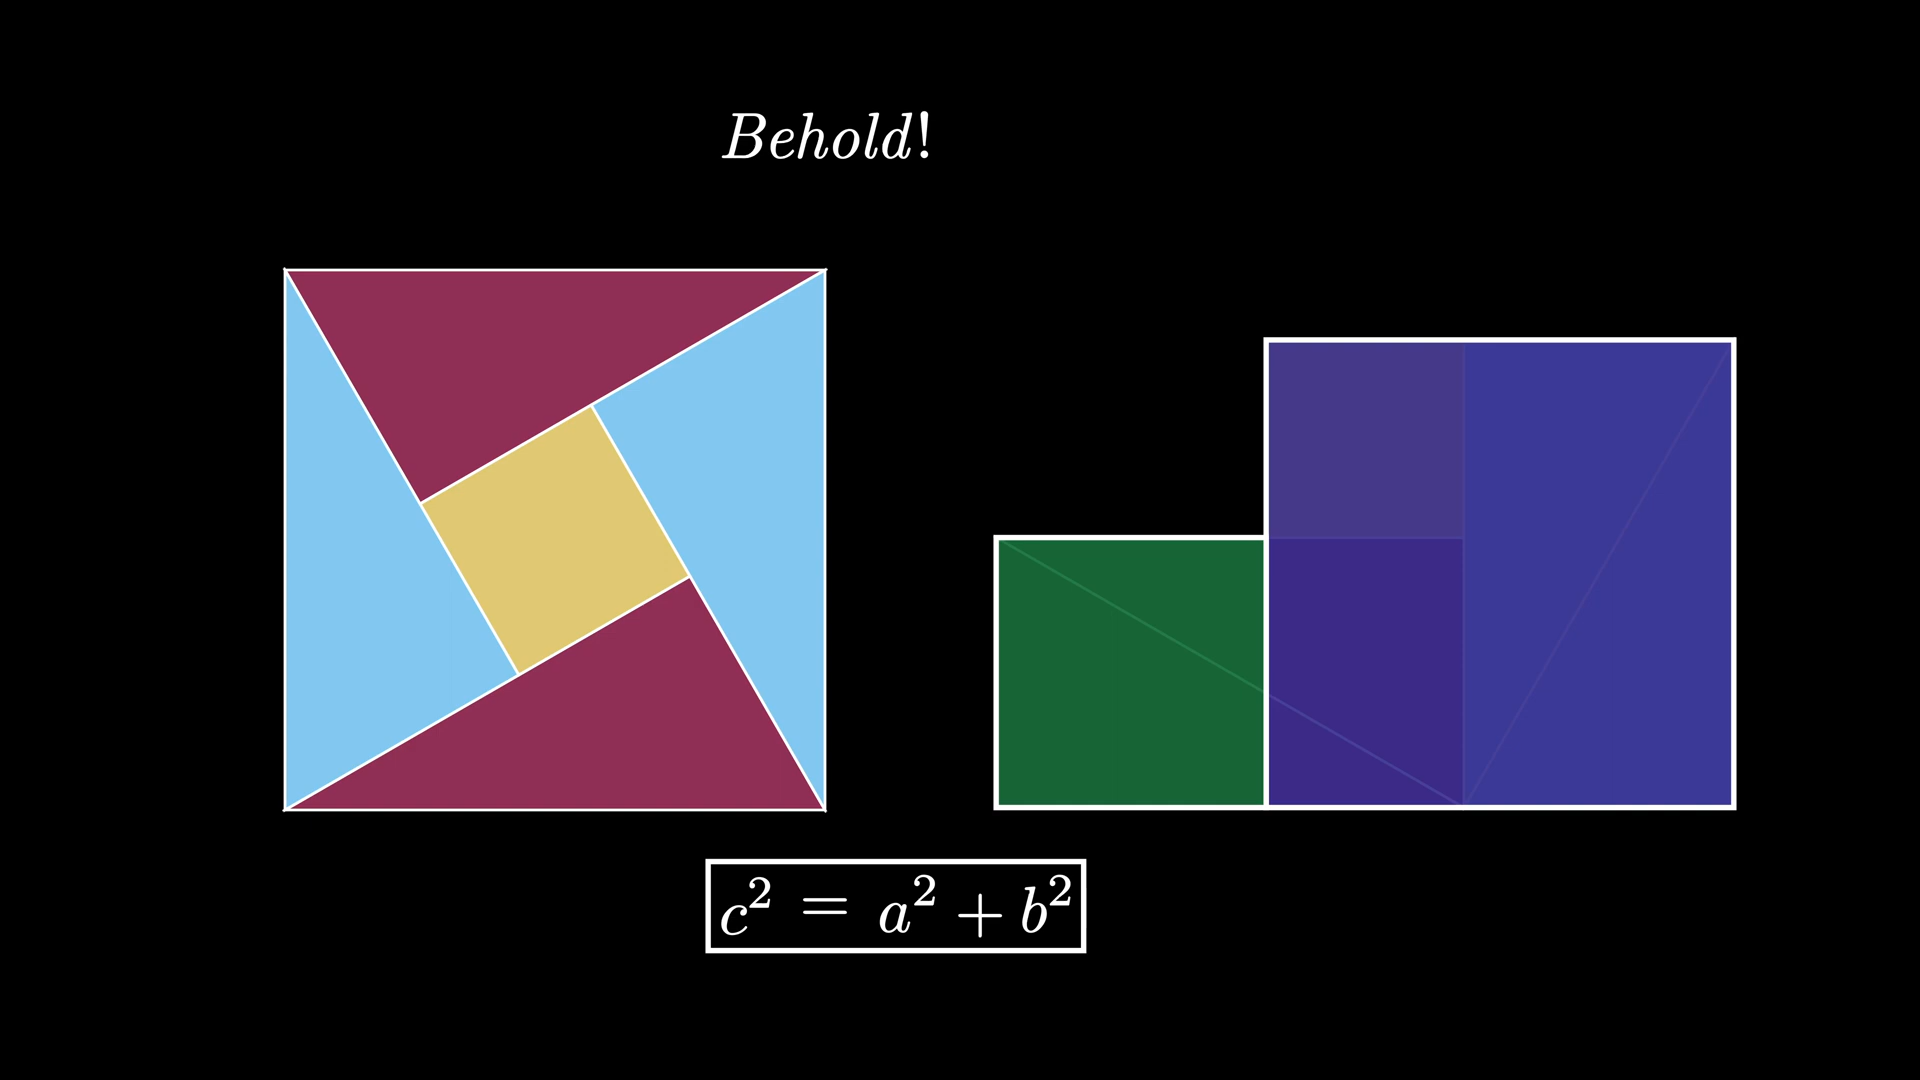 Behold!
c² = a² + b²